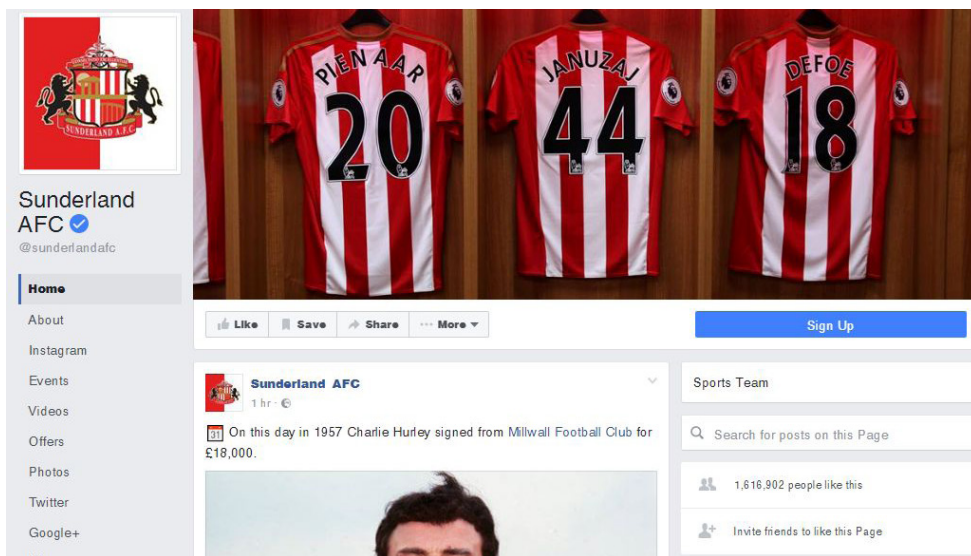 PIENAAR
20
JANUZAJ
44
DEFOE
18
SUNDERLAND A.F.C
Sunderland
AFC
@sunderlandafc
Home
About
Instagram
Events
Videos
Offers
Photos
Twitter
Google+
Like Save Share ··· More
Sign Up
Sunderland AFC
1 hr ·
31 On this day in 1957 Charlie Hurley signed from Millwall Football Club for
£18,000.
Sports Team
Search for posts on this Page
1,616,902 people like this
Invite friends to like this Page